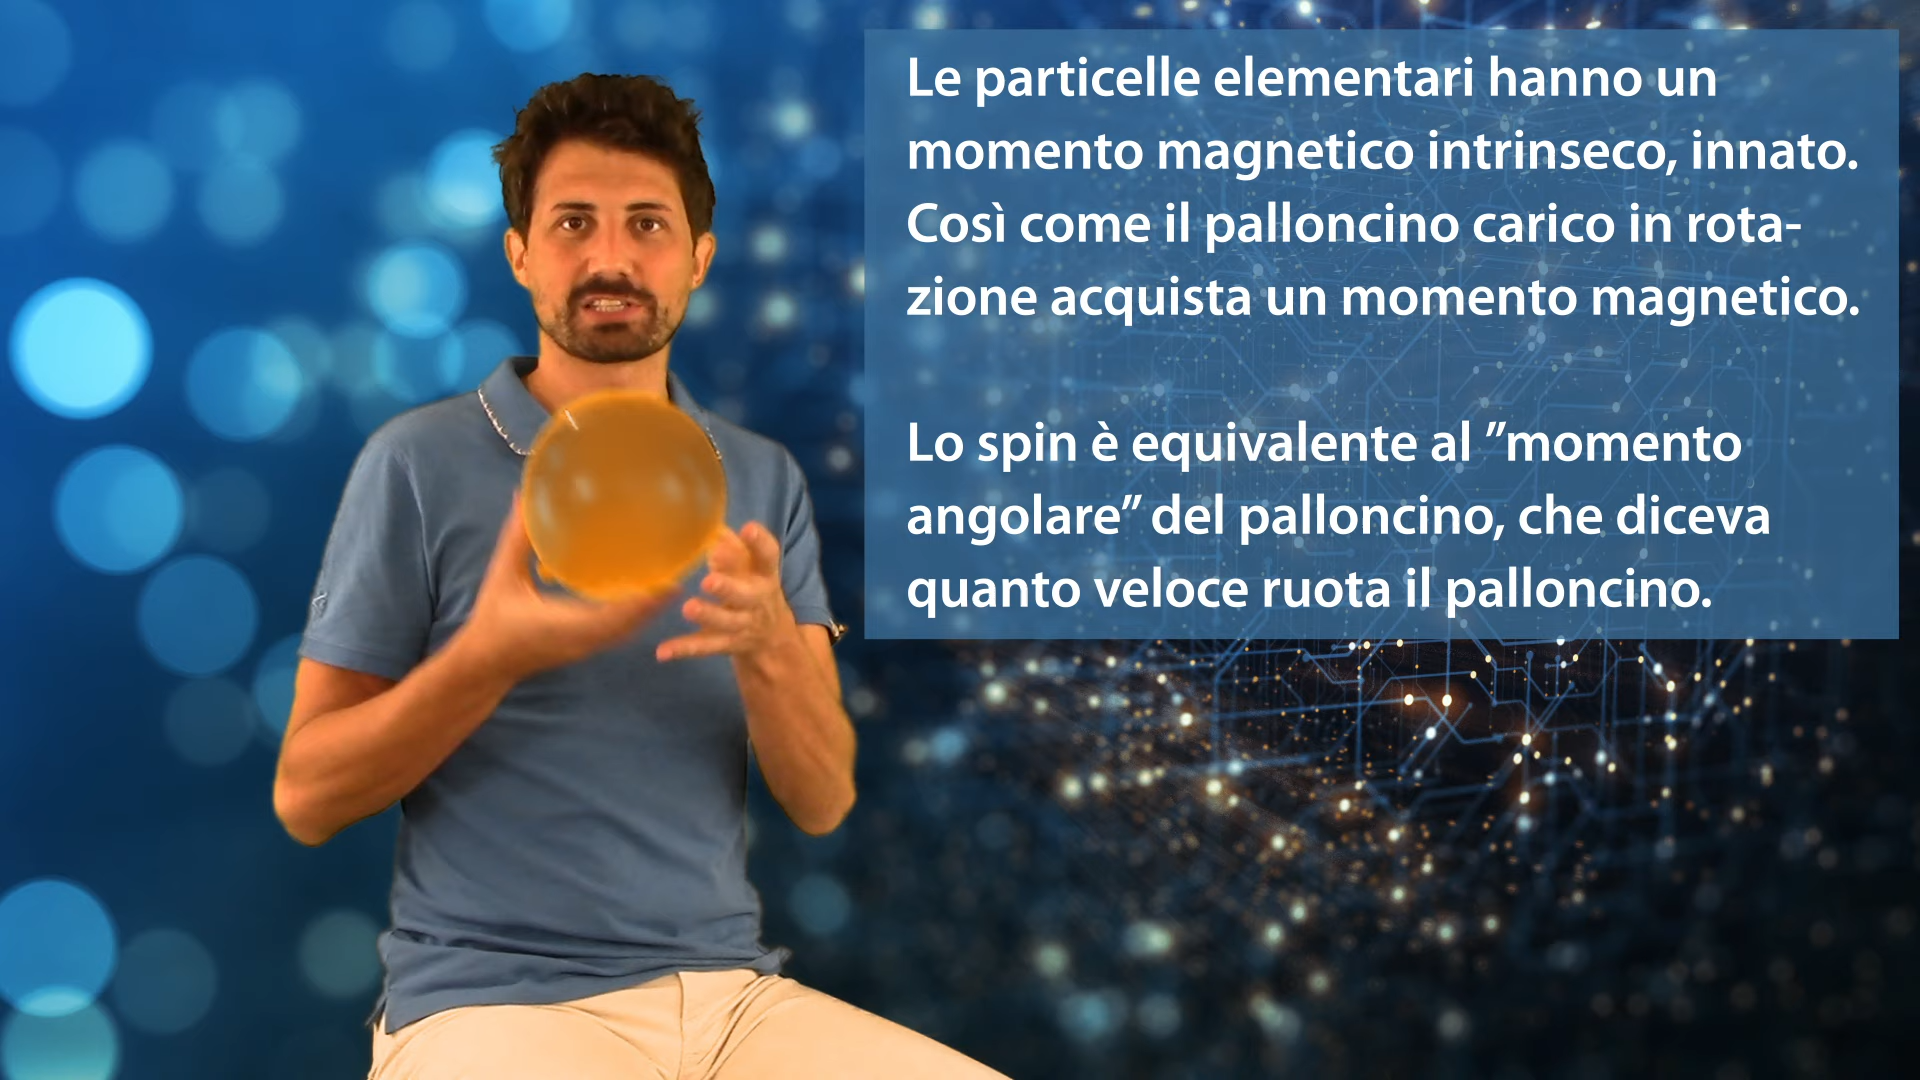 Le particelle elementari hanno un
momento magnetico intrinseco, innato.
Così come il palloncino carico in rota-
zione acquista un momento magnetico.
Lo spin è equivalente al ”momento
angolare” del palloncino, che diceva
quanto veloce ruota il palloncino.